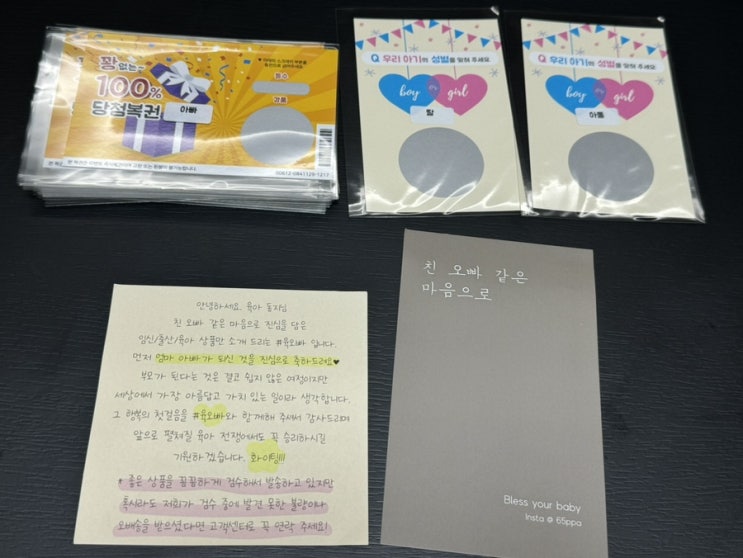 꽝 없는~
100%
당첨복권
아빠
00612-0841129-1217
Q 우리 아기의 성별을 맞혀 주세요.
boy or girl
딸
Q 우리 아기의 성별을 맞혀 주세요.
boy or girl
아들
안녕하세요. 육아 동지님
친 오빠 같은 마음으로 진심을 담은
임신/출산/육아 상품만 소개 드리는 #육오빠 입니다.
먼저 엄마 아빠가 되신 것을 진심으로 축하드려요♥
부모가 된다는 것은 결코 쉽지 않은 여정이지만
세상에서 가장 아름답고 가치 있는 일이라 생각합니다.
그 행복의 첫걸음을 #육오빠와 함께해 주셔서 감사드리며
앞으로 펼쳐질 육아 전쟁에서도 꼭 승리하시길
기원하겠습니다. 화이팅!!!
* 좋은 상품을 꼼꼼하게 검수해서 발송하고 있지만
혹시라도 저희가 검수 중에 발견 못한 불량이나
오배송을 받으셨다면 고객센터로 꼭 연락 주세요!
친 오빠 같은
마음으로
Bless your baby
Insta @ 65ppa